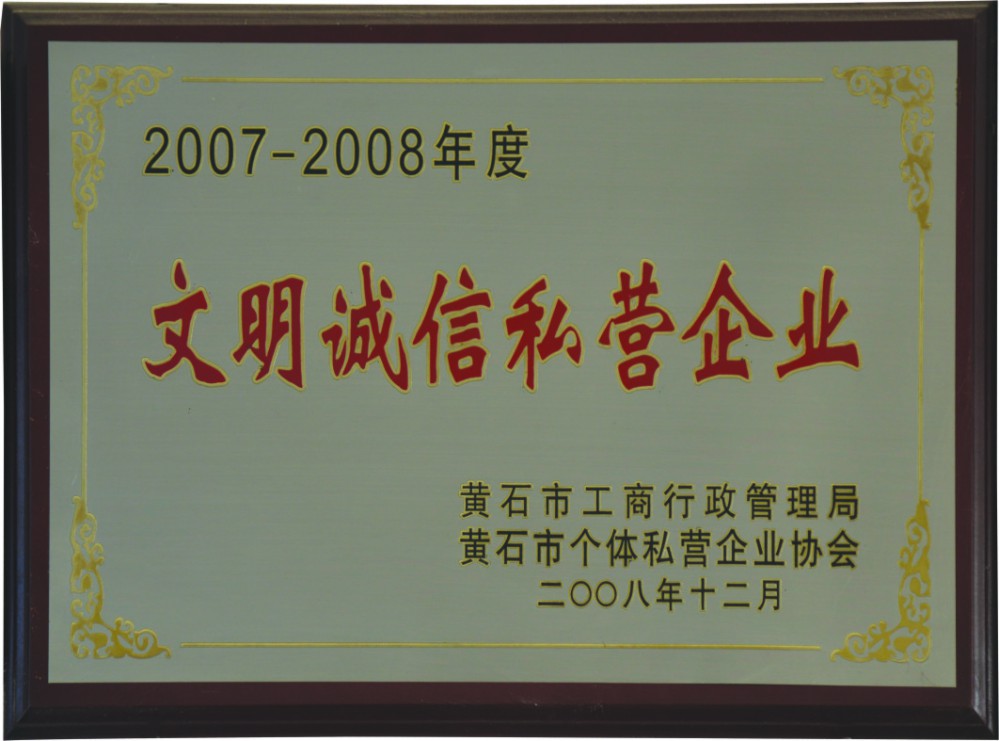 2007-2008年度
文明诚信私营企业
黄石市工商行政管理局
黄石市个体私营企业协会
二〇〇八年十二月